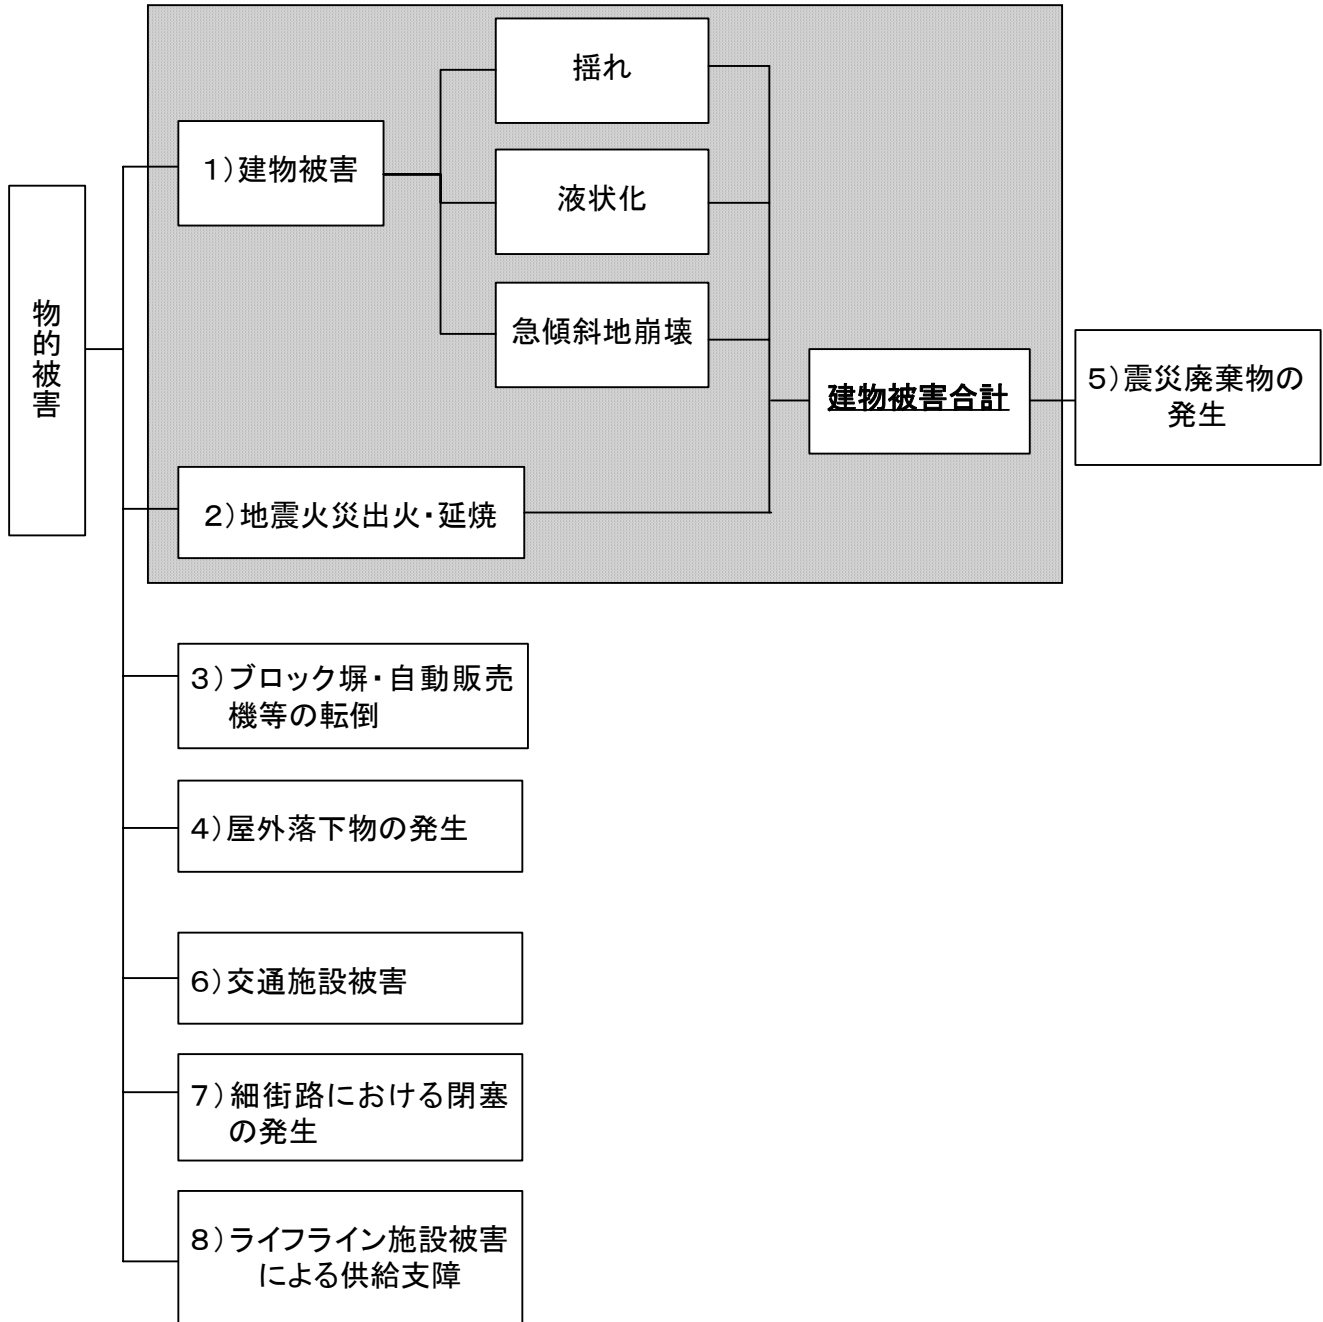 物的被害
1)建物被害
揺れ
液状化
急傾斜地崩壊
建物被害合計
5)震災廃棄物の
発生
2)地震火災出火・延焼
3)ブロック塀・自動販売
機等の転倒
4)屋外落下物の発生
6)交通施設被害
7)細街路における閉塞
の発生
8)ライフライン施設被害
による供給支障